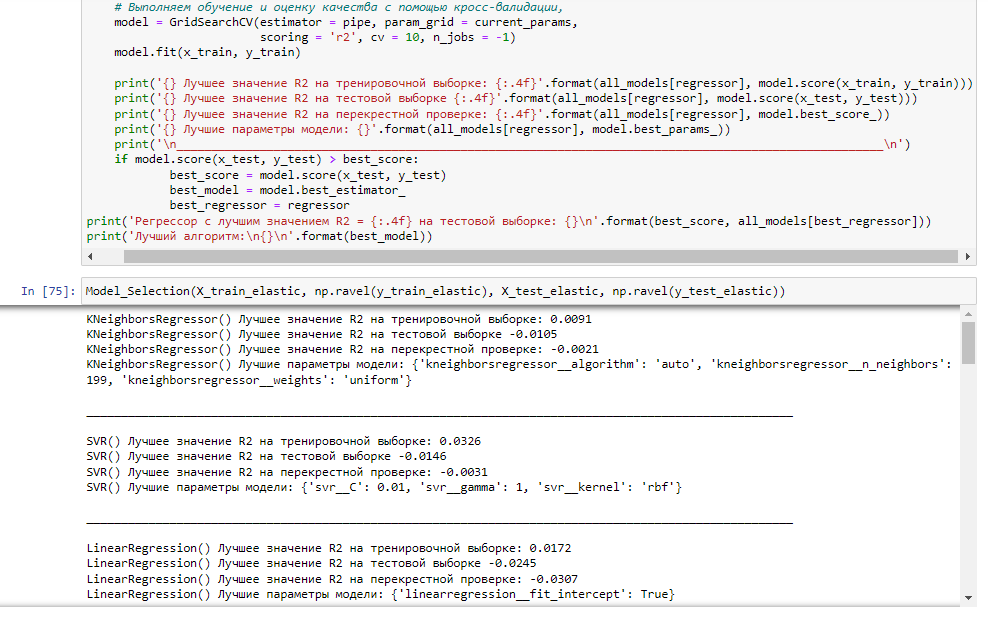 # Выполняем обучение и оценку качества с помощью кросс-валидации,
model = GridSearchCV(estimator = pipe, param_grid = current_params,
scoring = 'r2', cv = 10, n_jobs = -1)
model.fit(x_train, y_train)
print('{} Лучшее значение R2 на тренировочной выборке: {:.4f}'.format(all_models[regressor], model.score(x_train, y_train)))
print('{} Лучшее значение R2 на тестовой выборке {:.4f}'.format(all_models[regressor], model.score(x_test, y_test)))
print('{} Лучшее значение R2 на перекрестной проверке: {:.4f}'.format(all_models[regressor], model.best_score_))
print('{} Лучшие параметры модели: {}'.format(all_models[regressor], model.best_params_))
print('\n______________________________________________________________________________________________________\n')
if model.score(x_test, y_test) > best_score:
best_score = model.score(x_test, y_test)
best_model = model.best_estimator_
best_regressor = regressor
print('Регрессор с лучшим значением R2 = {:.4f} на тестовой выборке: {}\n'.format(best_score, all_models[best_regressor]))
print('Лучший алгоритм:\n{}\n'.format(best_model))
In [75]: Model_Selection(X_train_elastic, np.ravel(y_train_elastic), X_test_elastic, np.ravel(y_test_elastic))
KNeighborsRegressor() Лучшее значение R2 на тренировочной выборке: 0.0091
KNeighborsRegressor() Лучшее значение R2 на тестовой выборке -0.0105
KNeighborsRegressor() Лучшее значение R2 на перекрестной проверке: -0.0021
KNeighborsRegressor() Лучшие параметры модели: {'kneighborsregressor__algorithm': 'auto', 'kneighborsregressor__n_neighbors':
199, 'kneighborsregressor__weights': 'uniform'}
______________________________________________________________________________________________________
SVR() Лучшее значение R2 на тренировочной выборке: 0.0326
SVR() Лучшее значение R2 на тестовой выборке -0.0146
SVR() Лучшее значение R2 на перекрестной проверке: -0.0031
SVR() Лучшие параметры модели: {'svr__C': 0.01, 'svr__gamma': 1, 'svr__kernel': 'rbf'}
______________________________________________________________________________________________________
LinearRegression() Лучшее значение R2 на тренировочной выборке: 0.0172
LinearRegression() Лучшее значение R2 на тестовой выборке -0.0245
LinearRegression() Лучшее значение R2 на перекрестной проверке: -0.0307
LinearRegression() Лучшие параметры модели: {'linearregression__fit_intercept': True}